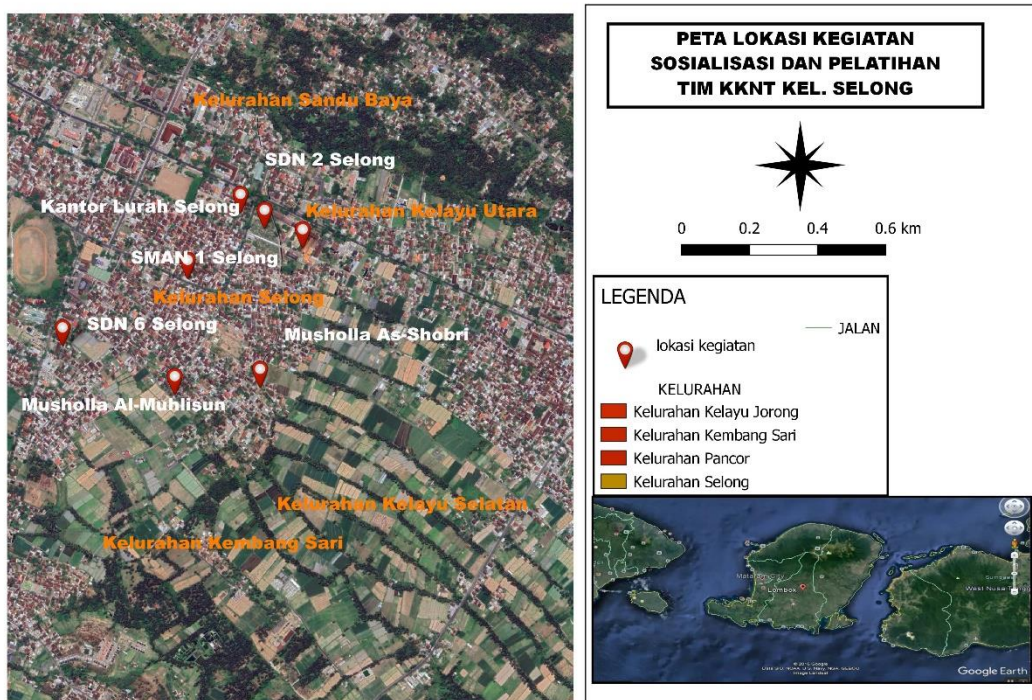 Kelurahan Sandu Baya
SDN 2 Selong
Kantor Lurah Selong
Kelurahan Kelayu Utara
SMAN 1 Selong
Kelurahan Selong
SDN 6 Selong
Musholla As-Shobri
Musholla Al-Muhlisun
Kelurahan Kelayu Selatan
Kelurahan Kembang Sari
PETA LOKASI KEGIATAN
SOSIALISASI DAN PELATIHAN
TIM KKNT KEL. SELONG
0 0.2 0.4 0.6 km
LEGENDA
JALAN
lokasi kegiatan
KELURAHAN
Kelurahan Kelayu Jorong
Kelurahan Kembang Sari
Kelurahan Pancor
Kelurahan Selong
Lombok
Google Earth